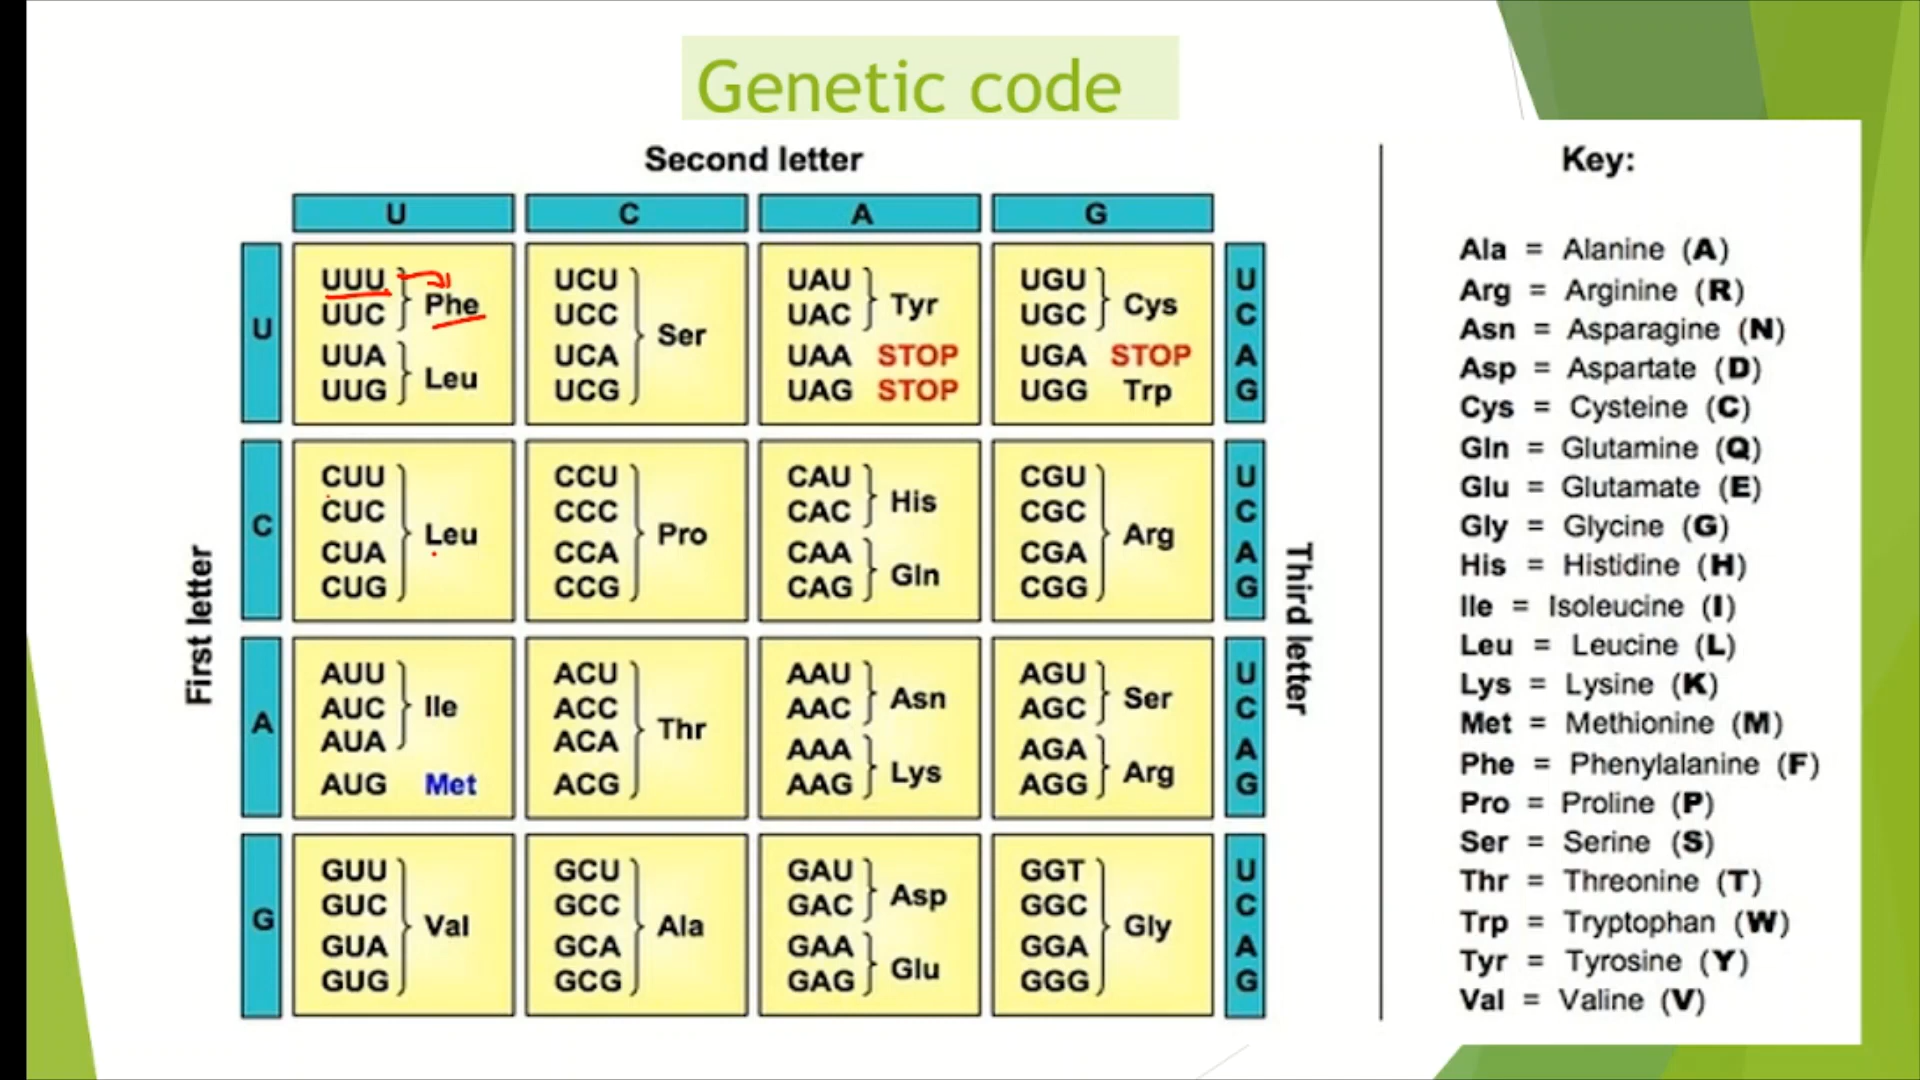 Genetic code
Second letter
Key:
U C A G
First letter
Third letter
U
UUU
UUC
Phe
UUA
UUG
Leu
UCU
UCC
UCA
UCG
Ser
UAU
UAC
Tyr
UAA STOP
UAG STOP
UGU
UGC
Cys
UGA STOP
UGG Trp
U
C
A
G
C
CUU
CUC
CUA
CUG
Leu
CCU
CCC
CCA
CCG
Pro
CAU
CAC
His
CAA
CAG
Gln
CGU
CGC
CGA
CGG
Arg
U
C
A
G
A
AUU
AUC
AUA
Ile
AUG Met
ACU
ACC
ACA
ACG
Thr
AAU
AAC
Asn
AAA
AAG
Lys
AGU
AGC
Ser
AGA
AGG
Arg
U
C
A
G
G
GUU
GUC
GUA
GUG
Val
GCU
GCC
GCA
GCG
Ala
GAU
GAC
Asp
GAA
GAG
Glu
GGT
GGC
GGA
GGG
Gly
U
C
A
G
Ala = Alanine (A)
Arg = Arginine (R)
Asn = Asparagine (N)
Asp = Aspartate (D)
Cys = Cysteine (C)
Gln = Glutamine (Q)
Glu = Glutamate (E)
Gly = Glycine (G)
His = Histidine (H)
Ile = Isoleucine (I)
Leu = Leucine (L)
Lys = Lysine (K)
Met = Methionine (M)
Phe = Phenylalanine (F)
Pro = Proline (P)
Ser = Serine (S)
Thr = Threonine (T)
Trp = Tryptophan (W)
Tyr = Tyrosine (Y)
Val = Valine (V)